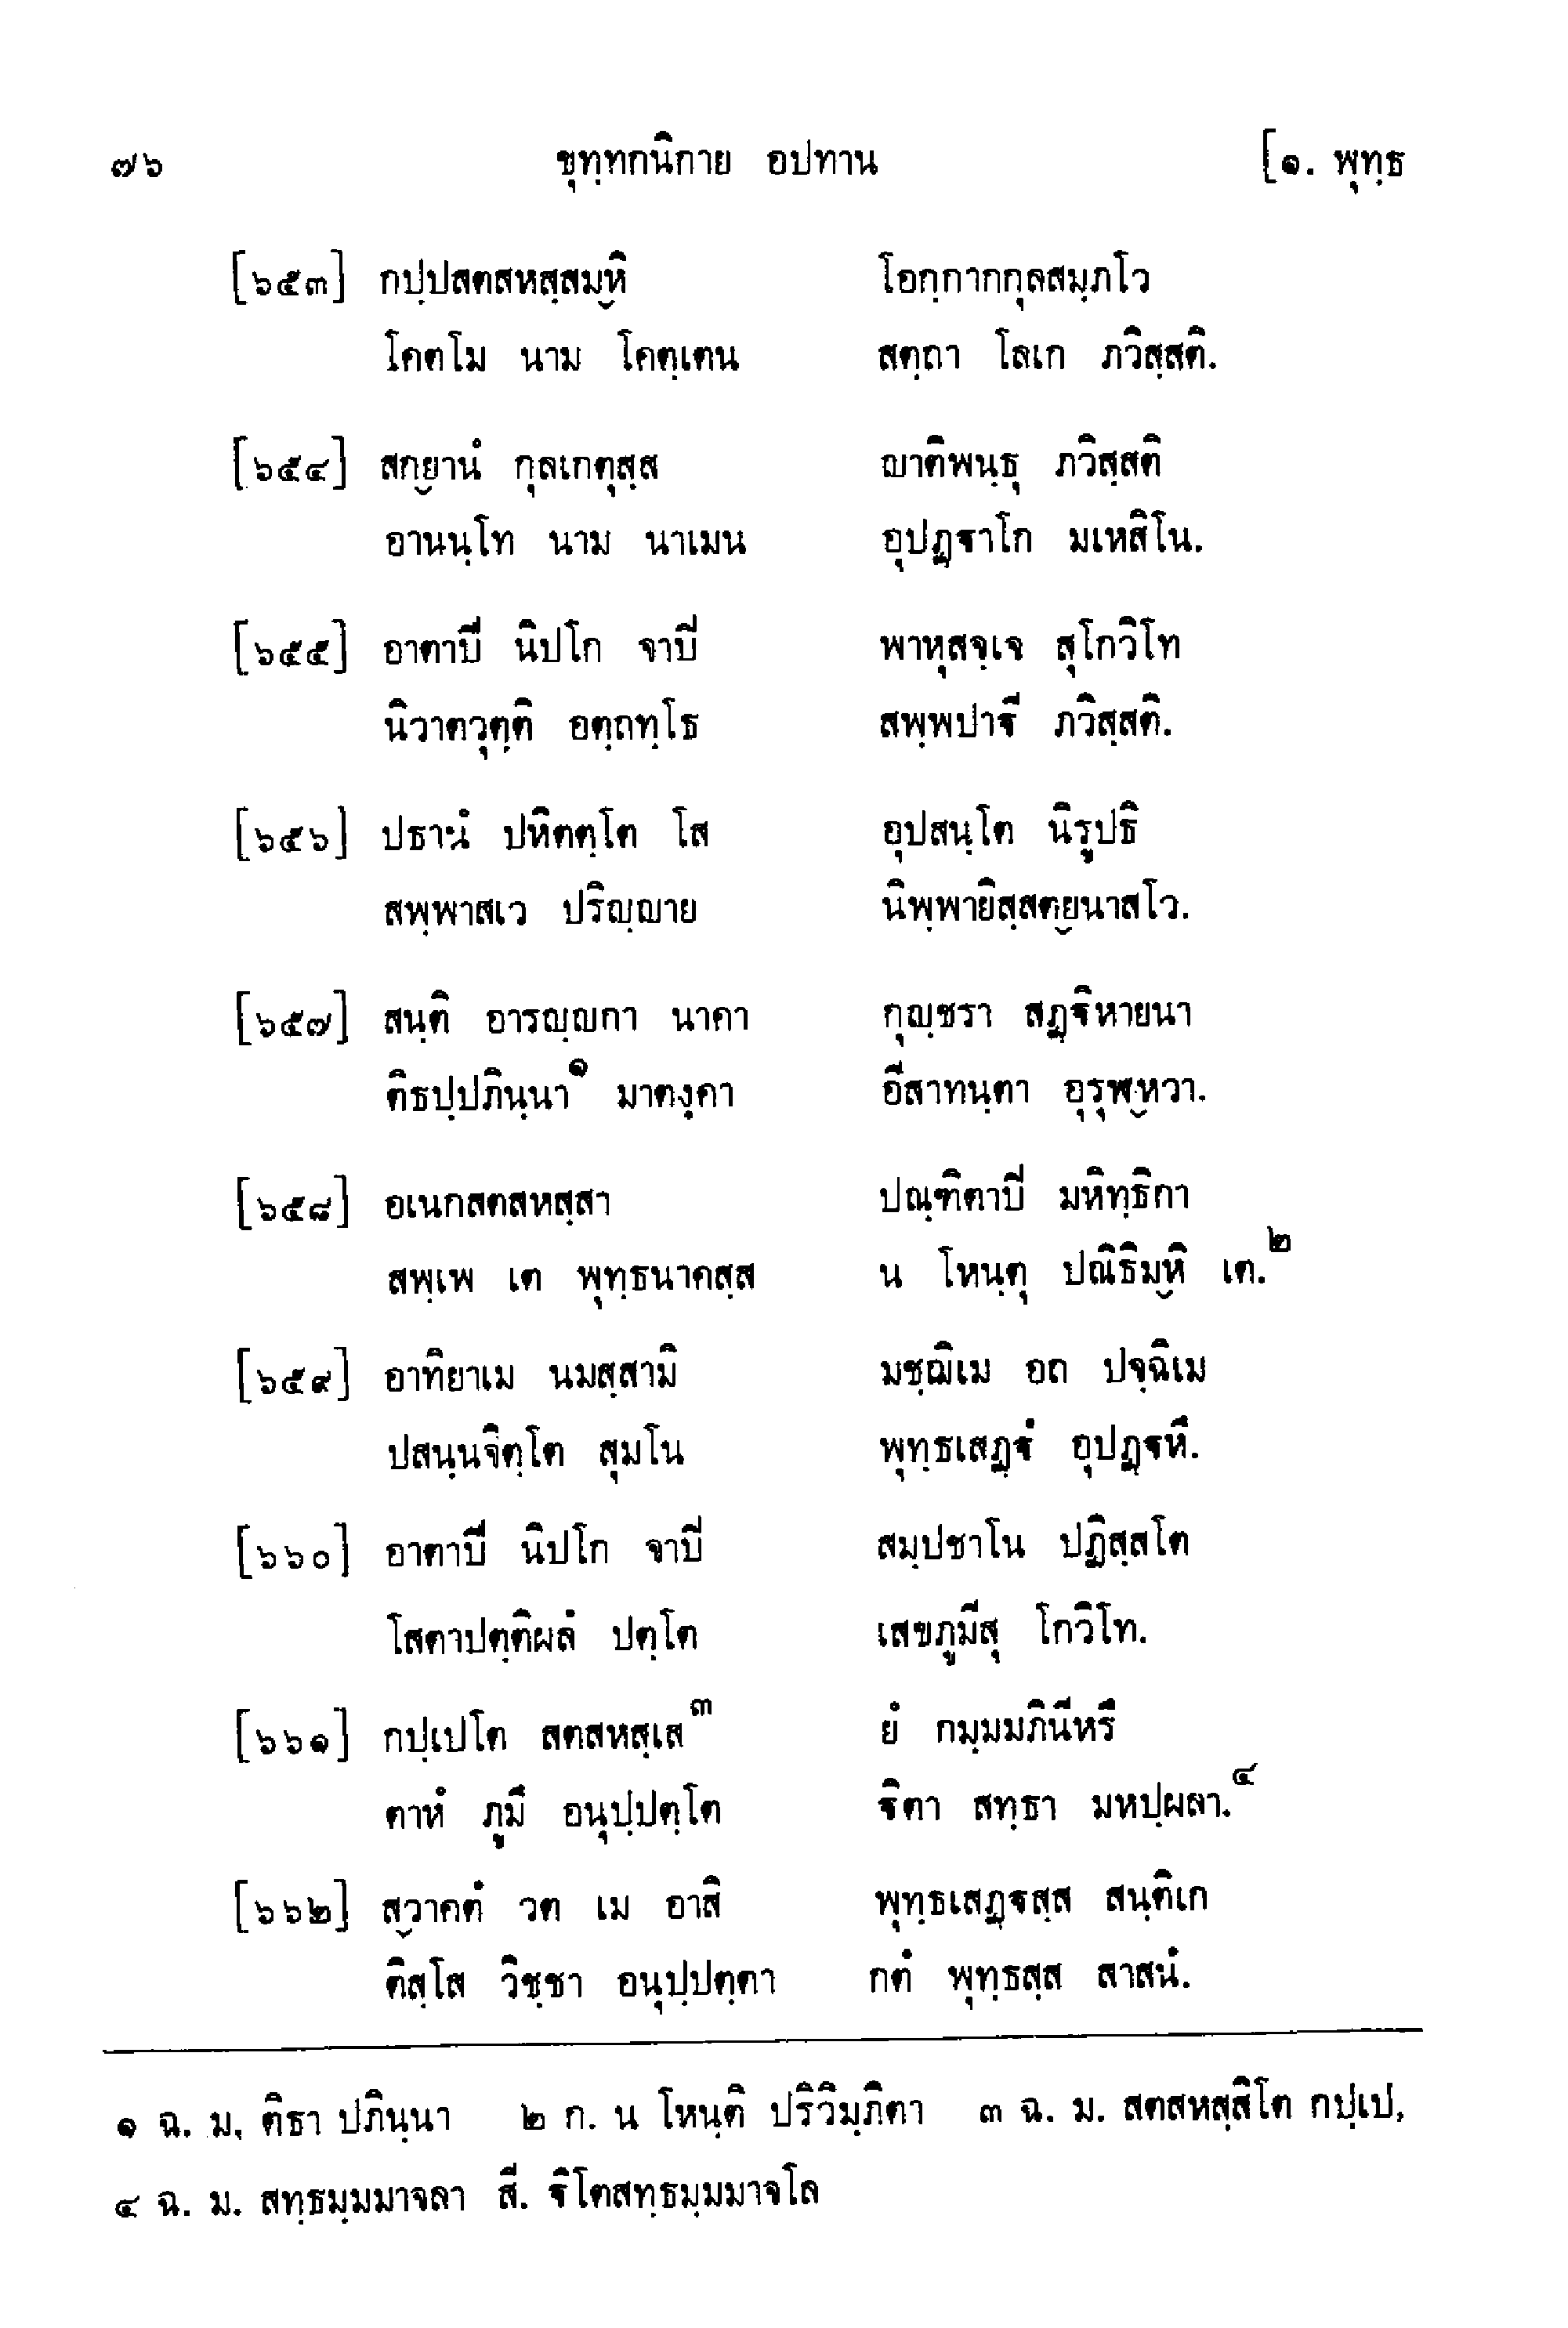 ๗๖ ขุทฺทกนิกาย อปทาน [๑. พุทฺธ
[๖๕๓] กปฺปสตสหสฺสมฺหิ โอกฺกากกุลสมฺภโว
โคตโม นาม โคตฺเตน สตฺถา โลเก ภวิสฺสติ.
[๖๕๔] สกฺยานํ กุลเกตุสฺส ญาติพนฺธุ ภวิสฺสติ
อานนฺโท นาม นาเมน อุปฏฺฐาโก มเหสิโน.
[๖๕๕] อาตาปี นิปโก จาปี พาหุสจฺเจ สุโกวิโท
นิวาตวุตฺติ อตฺถทฺโธ สพฺพปาฐี ภวิสฺสติ.
[๖๕๖] ปธานํ ปหิตตฺโต โส อุปสนฺโต นิรูปธิ
สพฺพาสเว ปริญฺญาย นิพฺพายิสฺสตฺยนาสโว.
[๖๕๗] สนฺติ อารญฺญกา นาคา กุญฺชรา สฏฺฐิหายนา
ติธปฺปภินฺนา๑ มาตงฺคา อีสาทนฺตา อุรุพฺหวา.
[๖๕๘] อเนกสตสหสฺสา ปณฺฑิตาปี มหิทฺธิกา
สพฺเพ เต พุทฺธนาคสฺส น โหนฺตุ ปณิธิมฺหิ เต.๒
[๖๕๙] อาทิยาเม นมสฺสามิ มชฺฌิเม อถ ปจฺฉิเม
ปสนฺนจิตฺโต สุมโน พุทฺธเสฏฺฐํ อุปฏฺฐหึ.
[๖๖๐] อาตาปี นิปโก จาปี สมฺปชาโน ปฏิสฺสโต
โสตาปตฺติผลํ ปตฺโต เสขภูมีสุ โกวิโท.
[๖๖๑] กปฺเปโต สตสหสฺเส๓ ยํ กมฺมมภินีหรึ
ตาหํ ภูมึ อนุปฺปตฺโต ฐิตา สทฺธา มหปฺผลา.๔
[๖๖๒] สฺวาคตํ วต เม อาสิ พุทฺธเสฏฺฐสฺส สนฺติเก
ติสฺโส วิชฺชา อนุปฺปตฺตา กตํ พุทฺธสฺส สาสนํ.
๑ ฉ. ม. ติธา ปภินฺนา ๒ ก. น โหนฺติ ปริวิมฺภิตา ๓ ฉ. ม. สตสหสฺสิโต กปฺเป,
๔ ฉ. ม. สทฺธมฺมมาจลา สี. ฐิโตสทฺธมฺมมาจโล